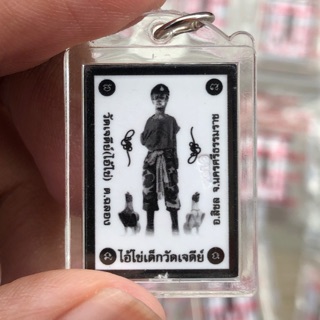 วัดเจดีย์(ไอ้ไข่) ต.ฉลอง
อ.สิชล จ.นครศรีธรรมราช
ไอ้ไข่เด็กวัดเจดีย์